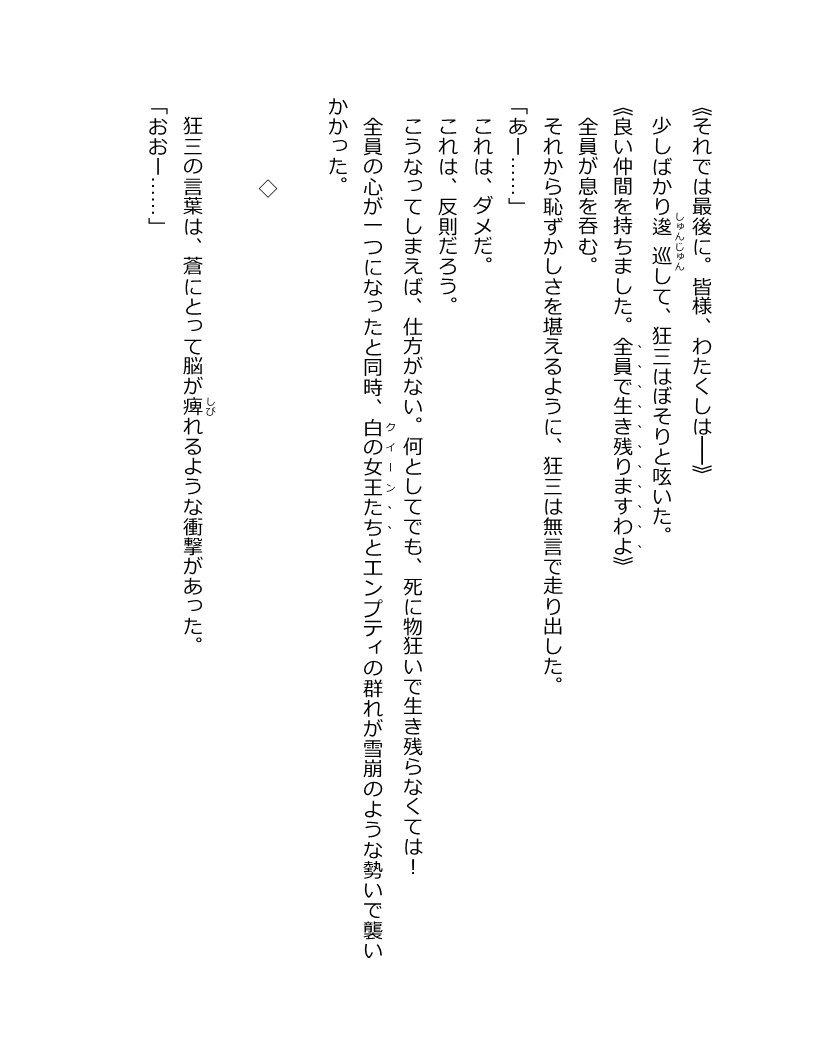 《それでは最後に。皆様、わたくしは――》
少しばかり逡巡して、狂三はぼそりと呟いた。
《良い仲間を持ちました。全員で生き残りますわよ》
全員が息を呑む。
それから恥ずかしさを堪えるように、狂三は無言で走り出した。
「あー……」
これは、ダメだ。
これは、反則だろう。
こうなってしまえば、仕方がない。何としてでも、死に物狂いで生き残らなくては！
全員の心が一つになったと同時、白の女王たちとエンプティの群れが雪崩のような勢いで襲い
かかった。
◇
狂三の言葉は、蒼にとって脳が痺れるような衝撃があった。
「おおー……」